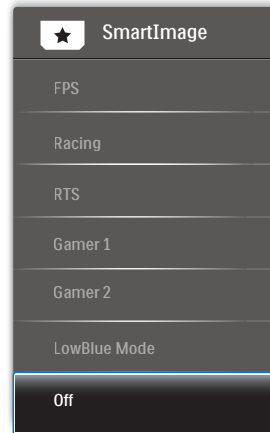 SmartImage
FPS
Racing
RTS
Gamer 1
Gamer 2
LowBlue Mode
Off